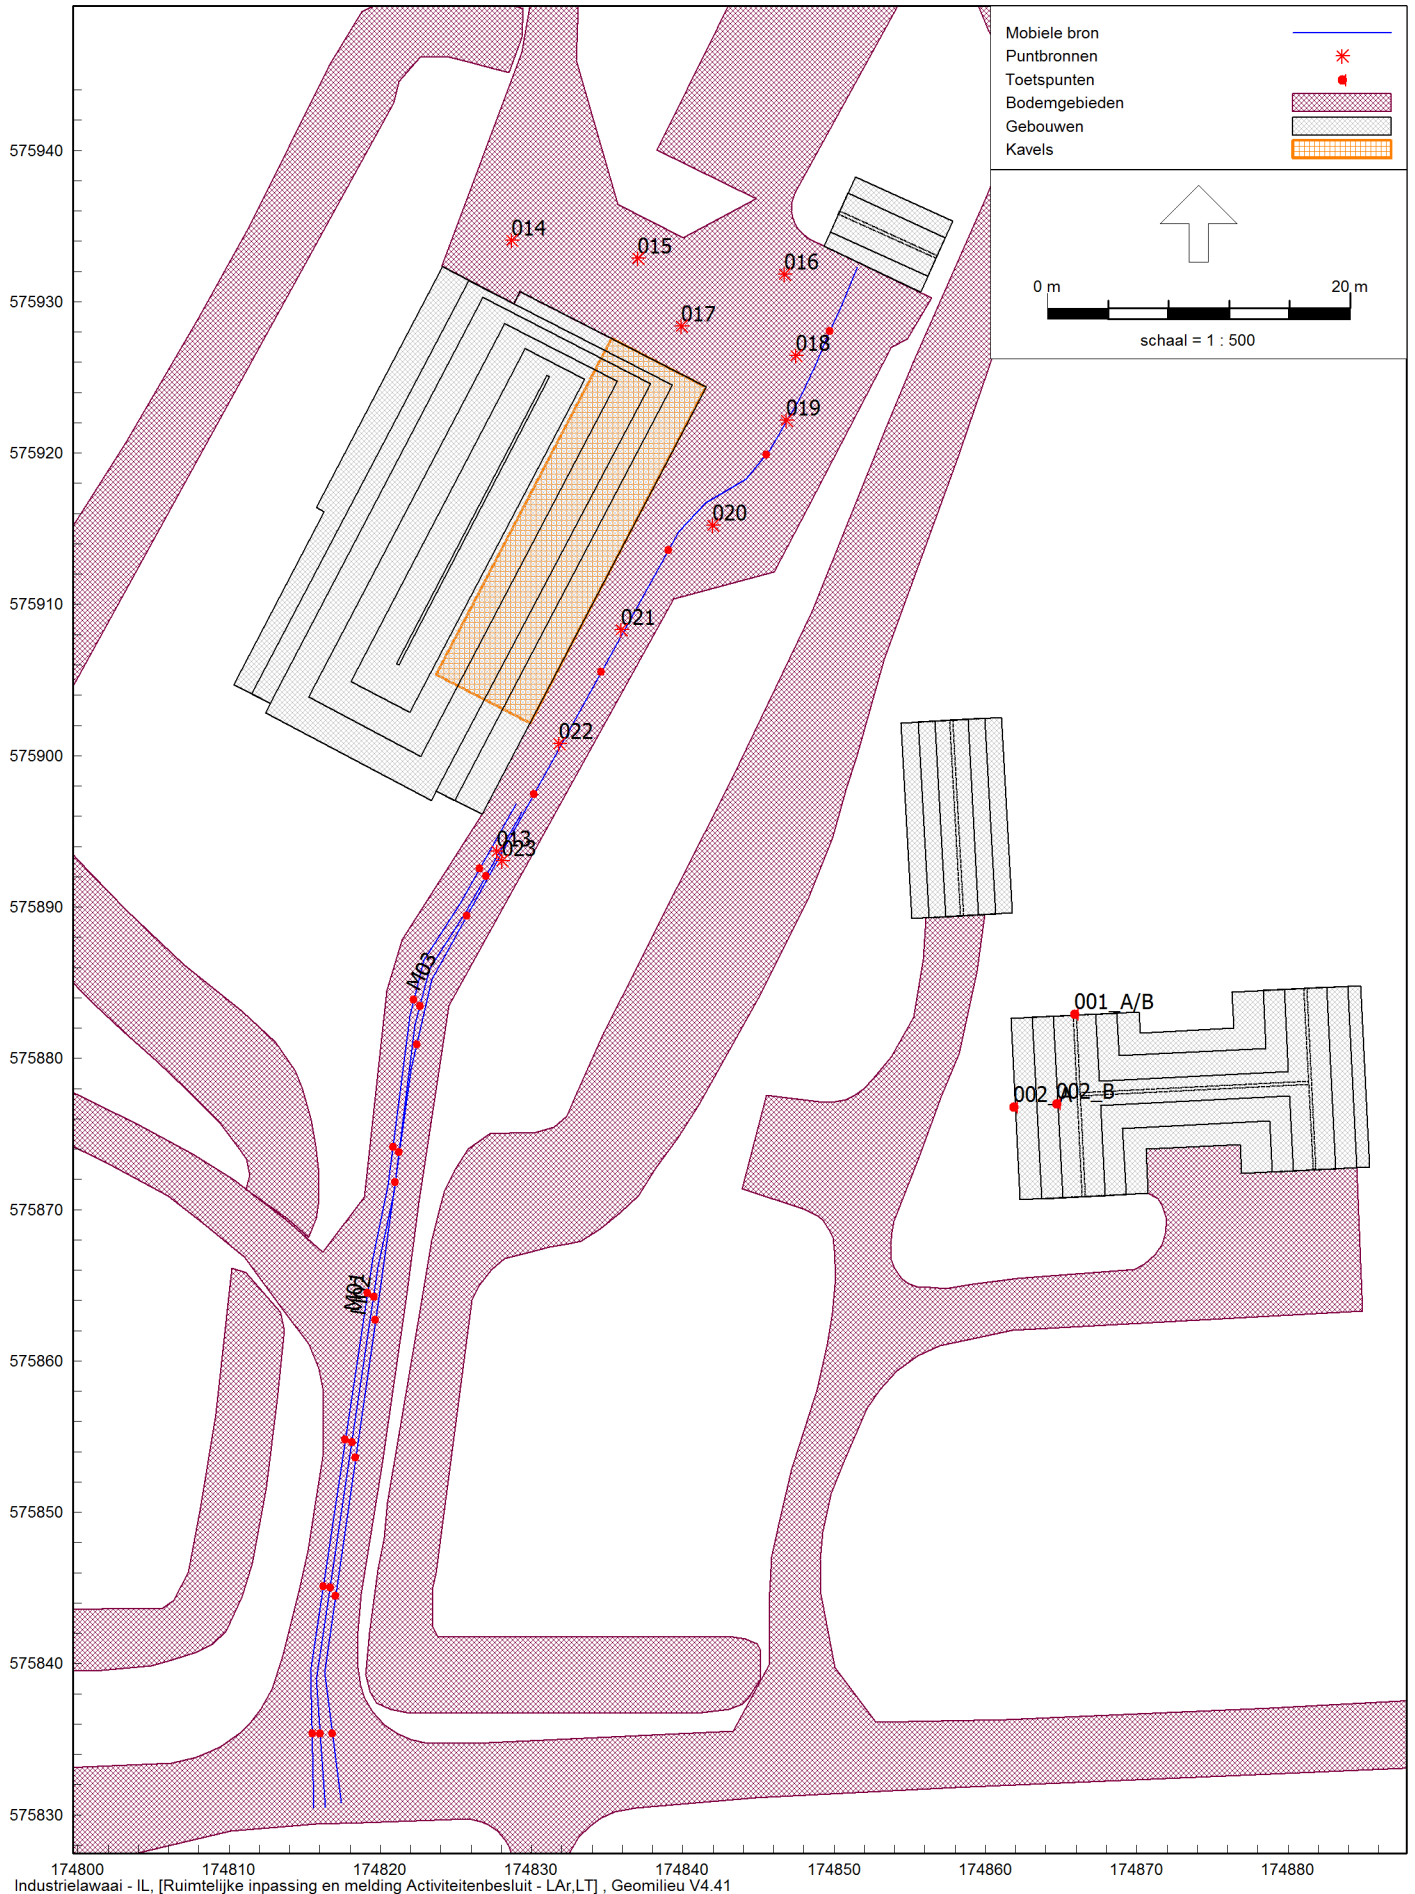 Mobiele bron
Puntbronnen
Toetspunten
Bodemgebieden
Gebouwen
Kavels
0 m
20 m
schaal = 1 : 500
575940
575930
575920
575910
575900
575890
575880
575870
575860
575850
575840
575830
014
015
016
017
018
019
020
021
022
013
023
M03
001_A/B
002_A
002_B
M01
M02
174800
174810
174820
174830
174840
174850
174860
174870
174880
Industrielawaai - IL, [Ruimtelijke inpassing en melding Activiteitenbesluit - LAr,LT] , Geomilieu V4.41